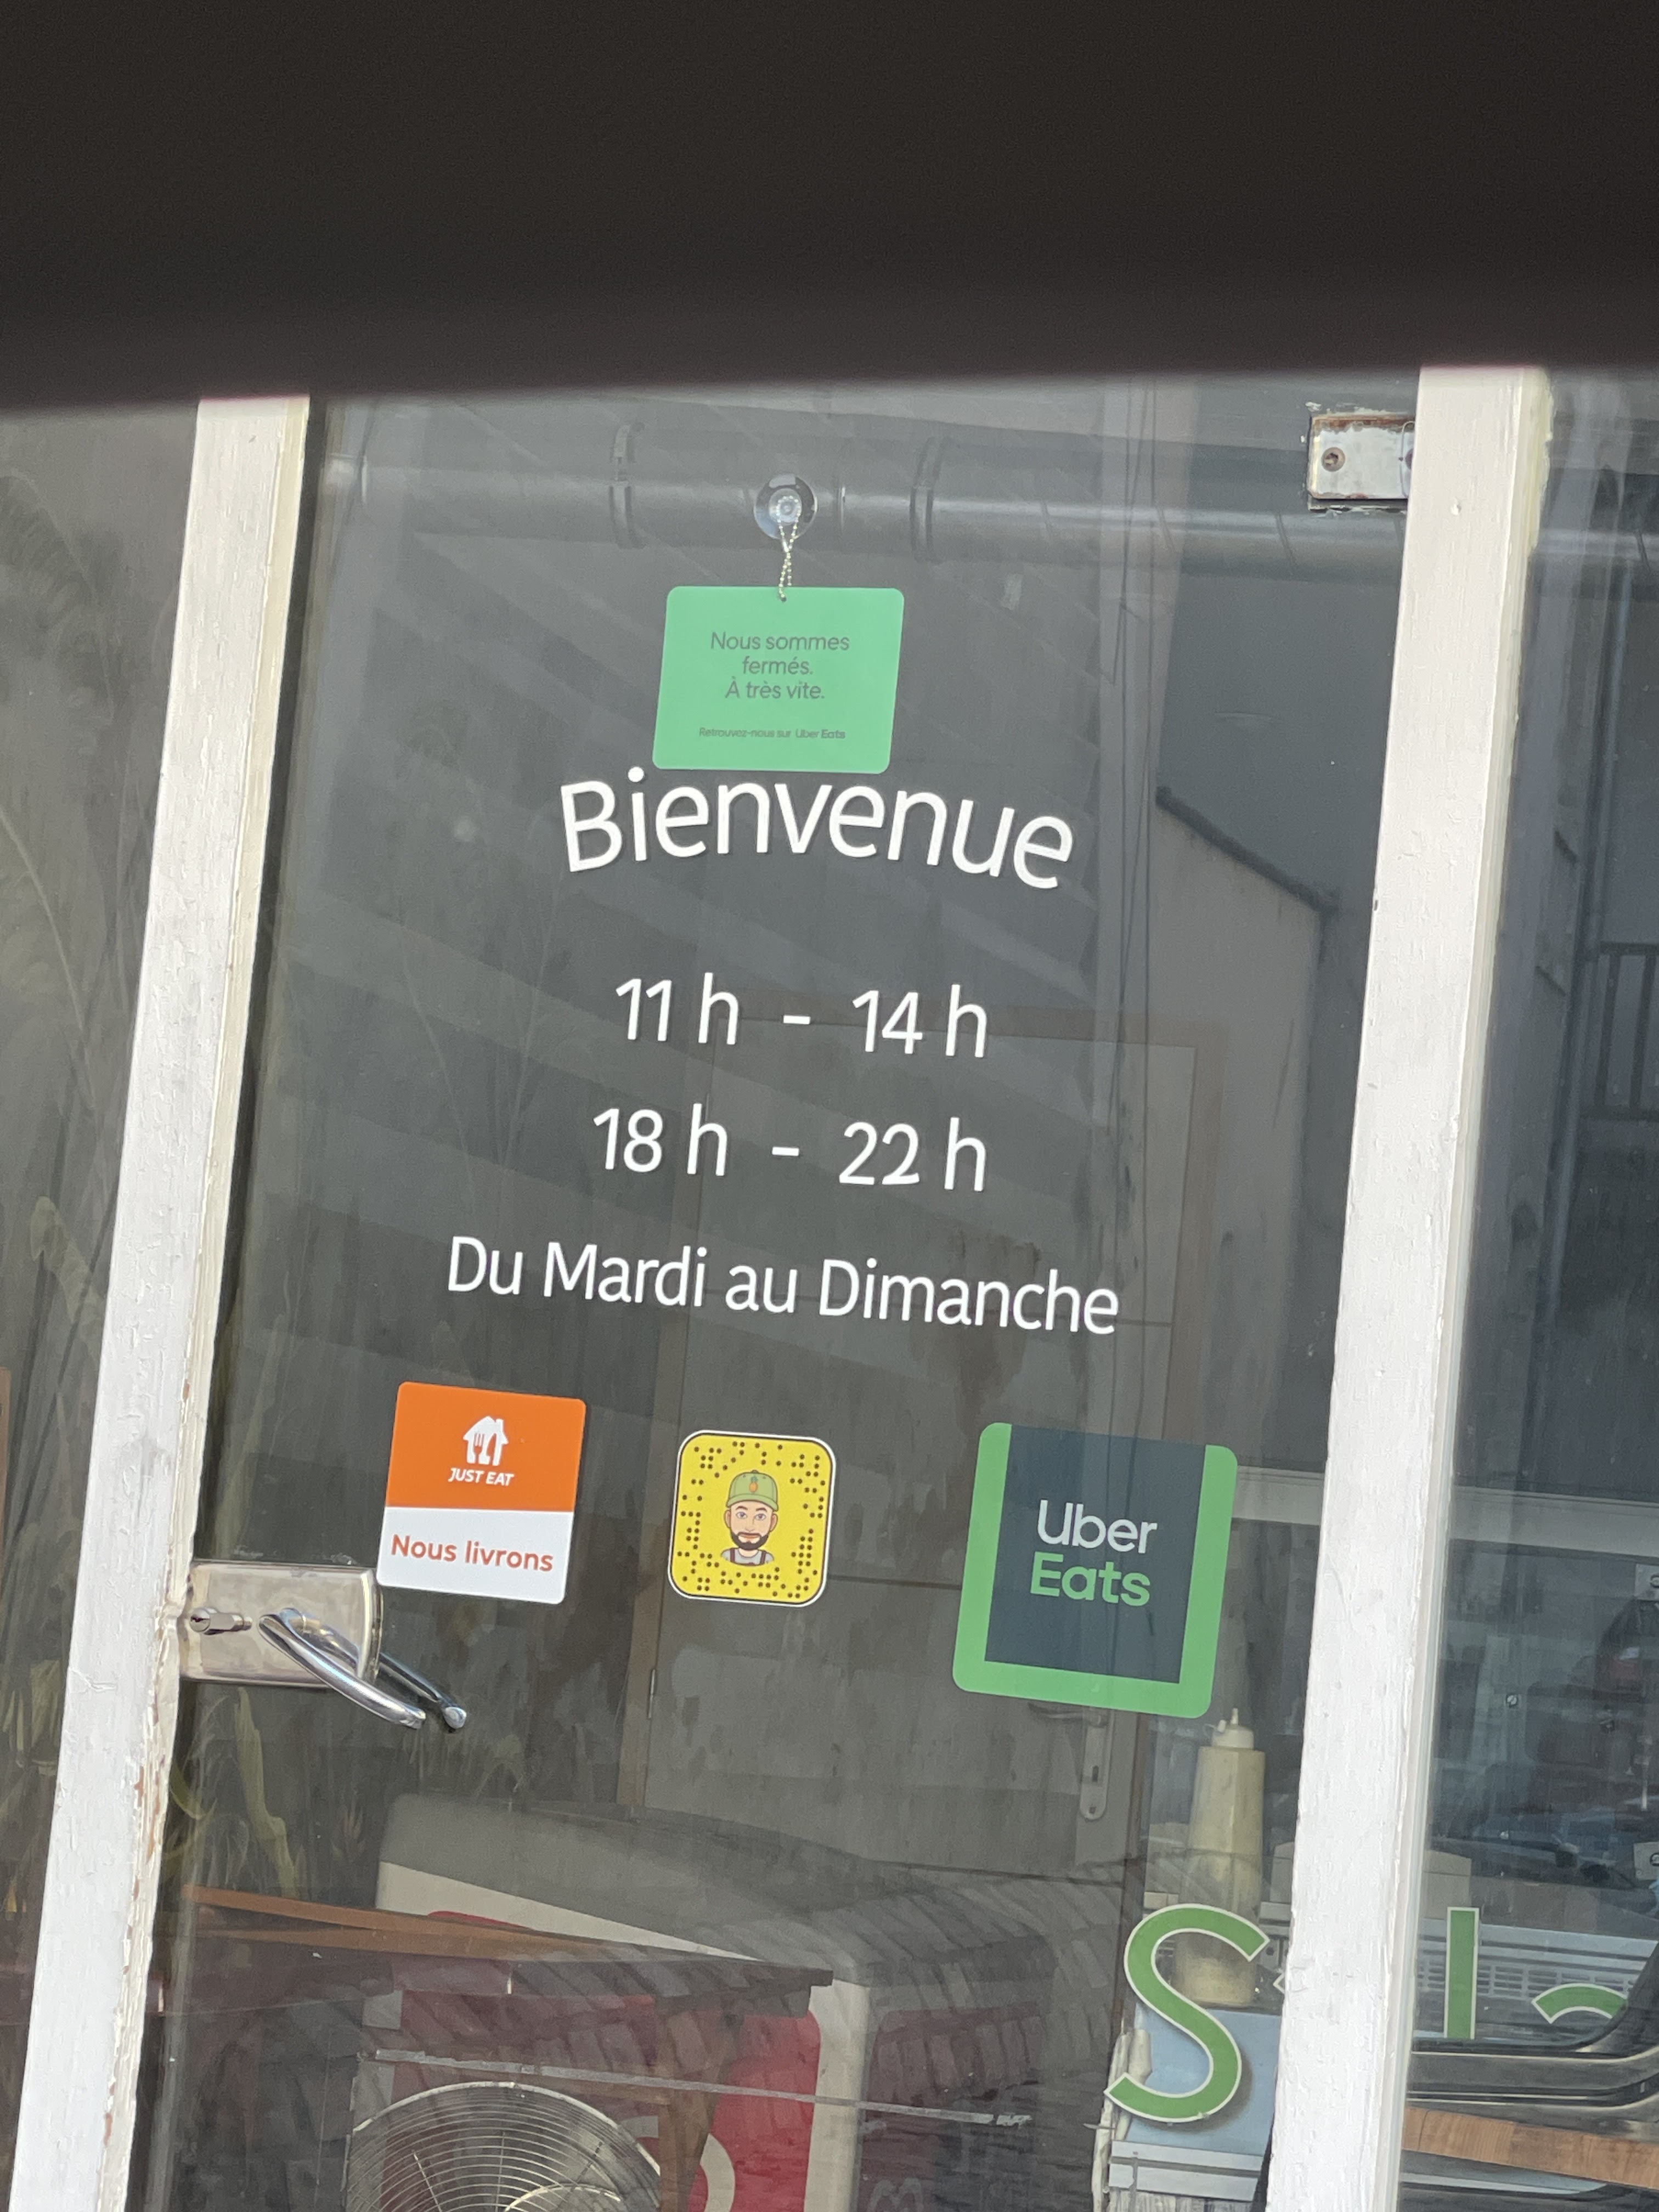 Nous sommes
fermés.
À très vite.
Retrouvez-nous sur Uber Eats
Bienvenue
11 h - 14 h
18 h - 22 h
Du Mardi au Dimanche
JUST EAT
Nous livrons
Uber
Eats